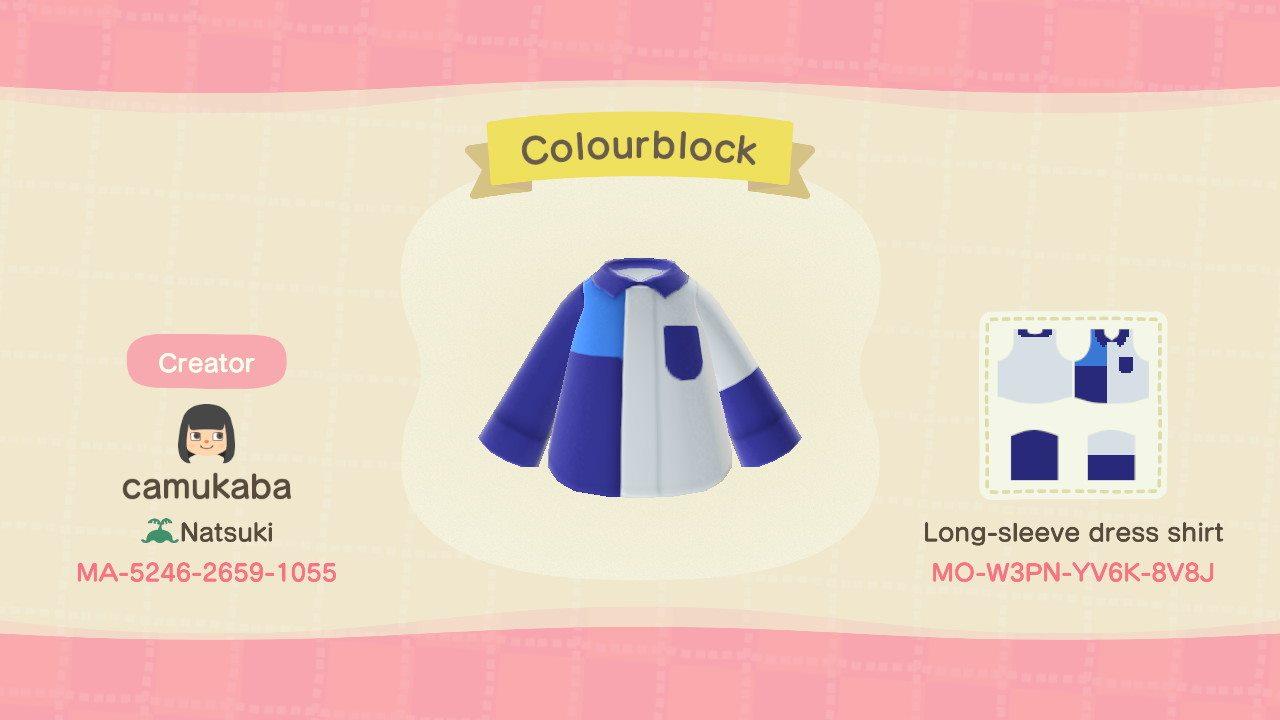 Colourblock
Creator
camukaba
Natsuki
MA-5246-2659-1055
Long-sleeve dress shirt
MO-W3PN-YV6K-8V8J